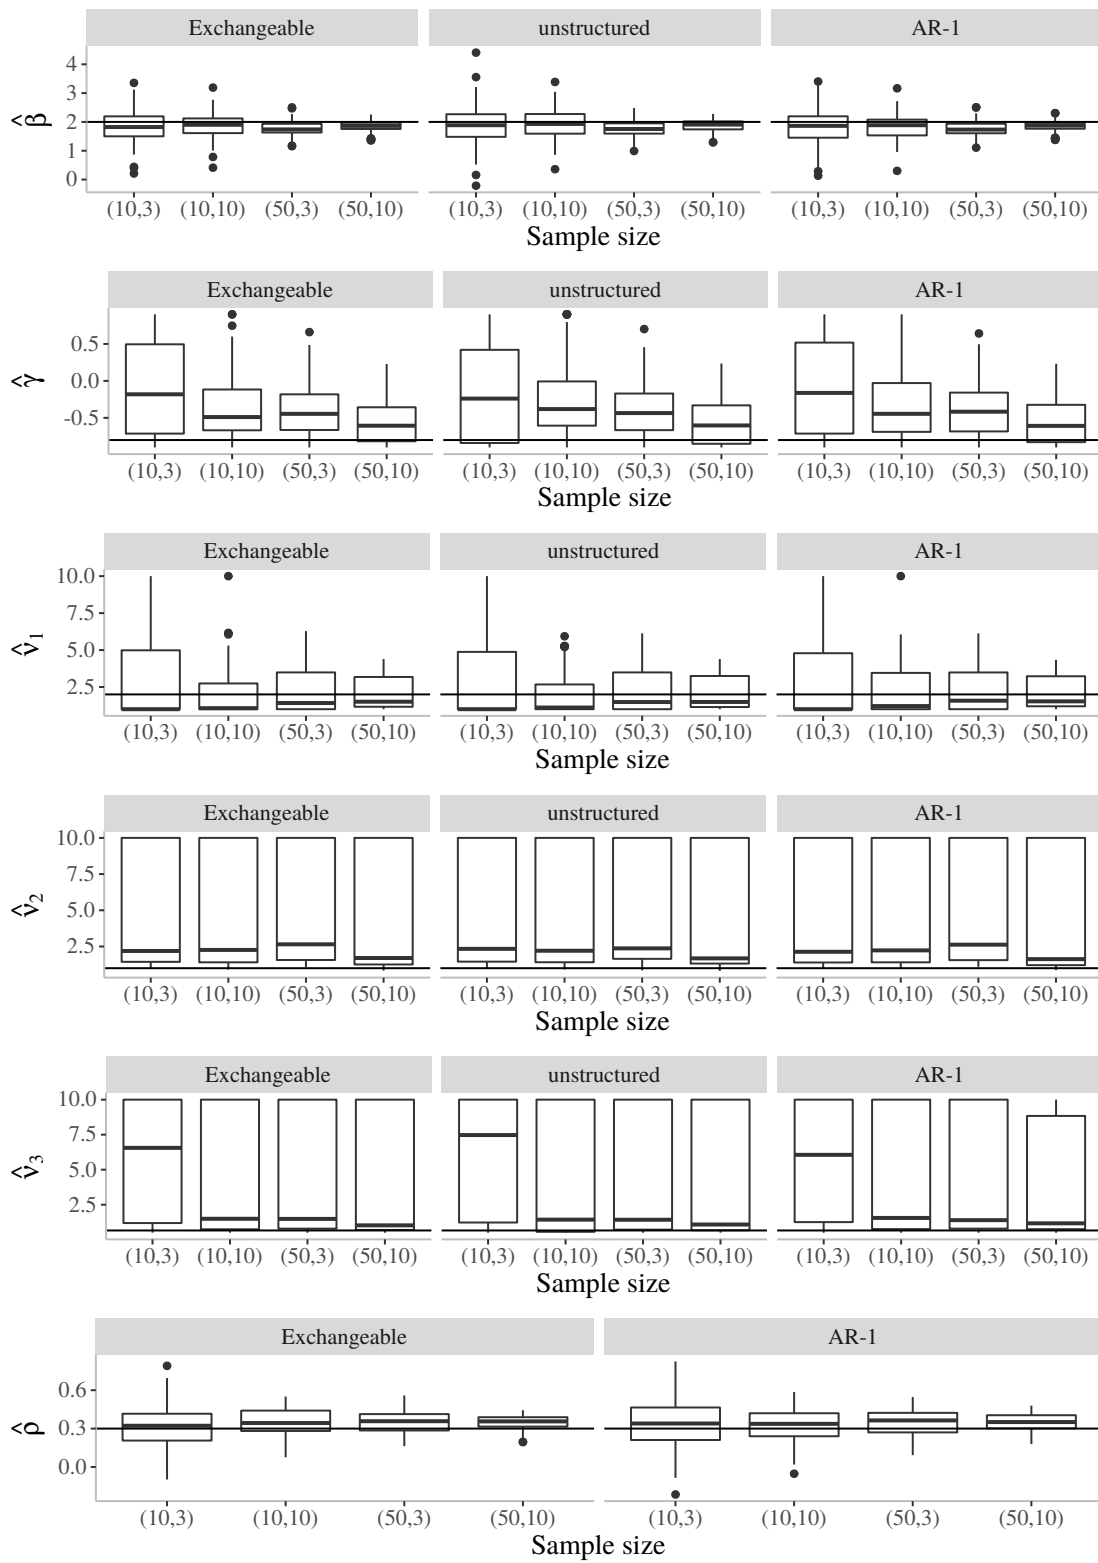 Exchangeable unstructured AR-1
4
3
2
1
0
β̂
(10,3) (10,10) (50,3) (50,10) (10,3) (10,10) (50,3) (50,10) (10,3) (10,10) (50,3) (50,10)
Sample size
Exchangeable unstructured AR-1
0.5
0.0
-0.5
γ̂
(10,3) (10,10) (50,3) (50,10) (10,3) (10,10) (50,3) (50,10) (10,3) (10,10) (50,3) (50,10)
Sample size
Exchangeable unstructured AR-1
10.0
7.5
5.0
2.5
ν̂₁
(10,3) (10,10) (50,3) (50,10) (10,3) (10,10) (50,3) (50,10) (10,3) (10,10) (50,3) (50,10)
Sample size
Exchangeable unstructured AR-1
10.0
7.5
5.0
2.5
ν̂₂
(10,3) (10,10) (50,3) (50,10) (10,3) (10,10) (50,3) (50,10) (10,3) (10,10) (50,3) (50,10)
Sample size
Exchangeable unstructured AR-1
10.0
7.5
5.0
2.5
ν̂₃
(10,3) (10,10) (50,3) (50,10) (10,3) (10,10) (50,3) (50,10) (10,3) (10,10) (50,3) (50,10)
Sample size
Exchangeable AR-1
0.6
0.3
0.0
ρ̂
(10,3) (10,10) (50,3) (50,10) (10,3) (10,10) (50,3) (50,10)
Sample size